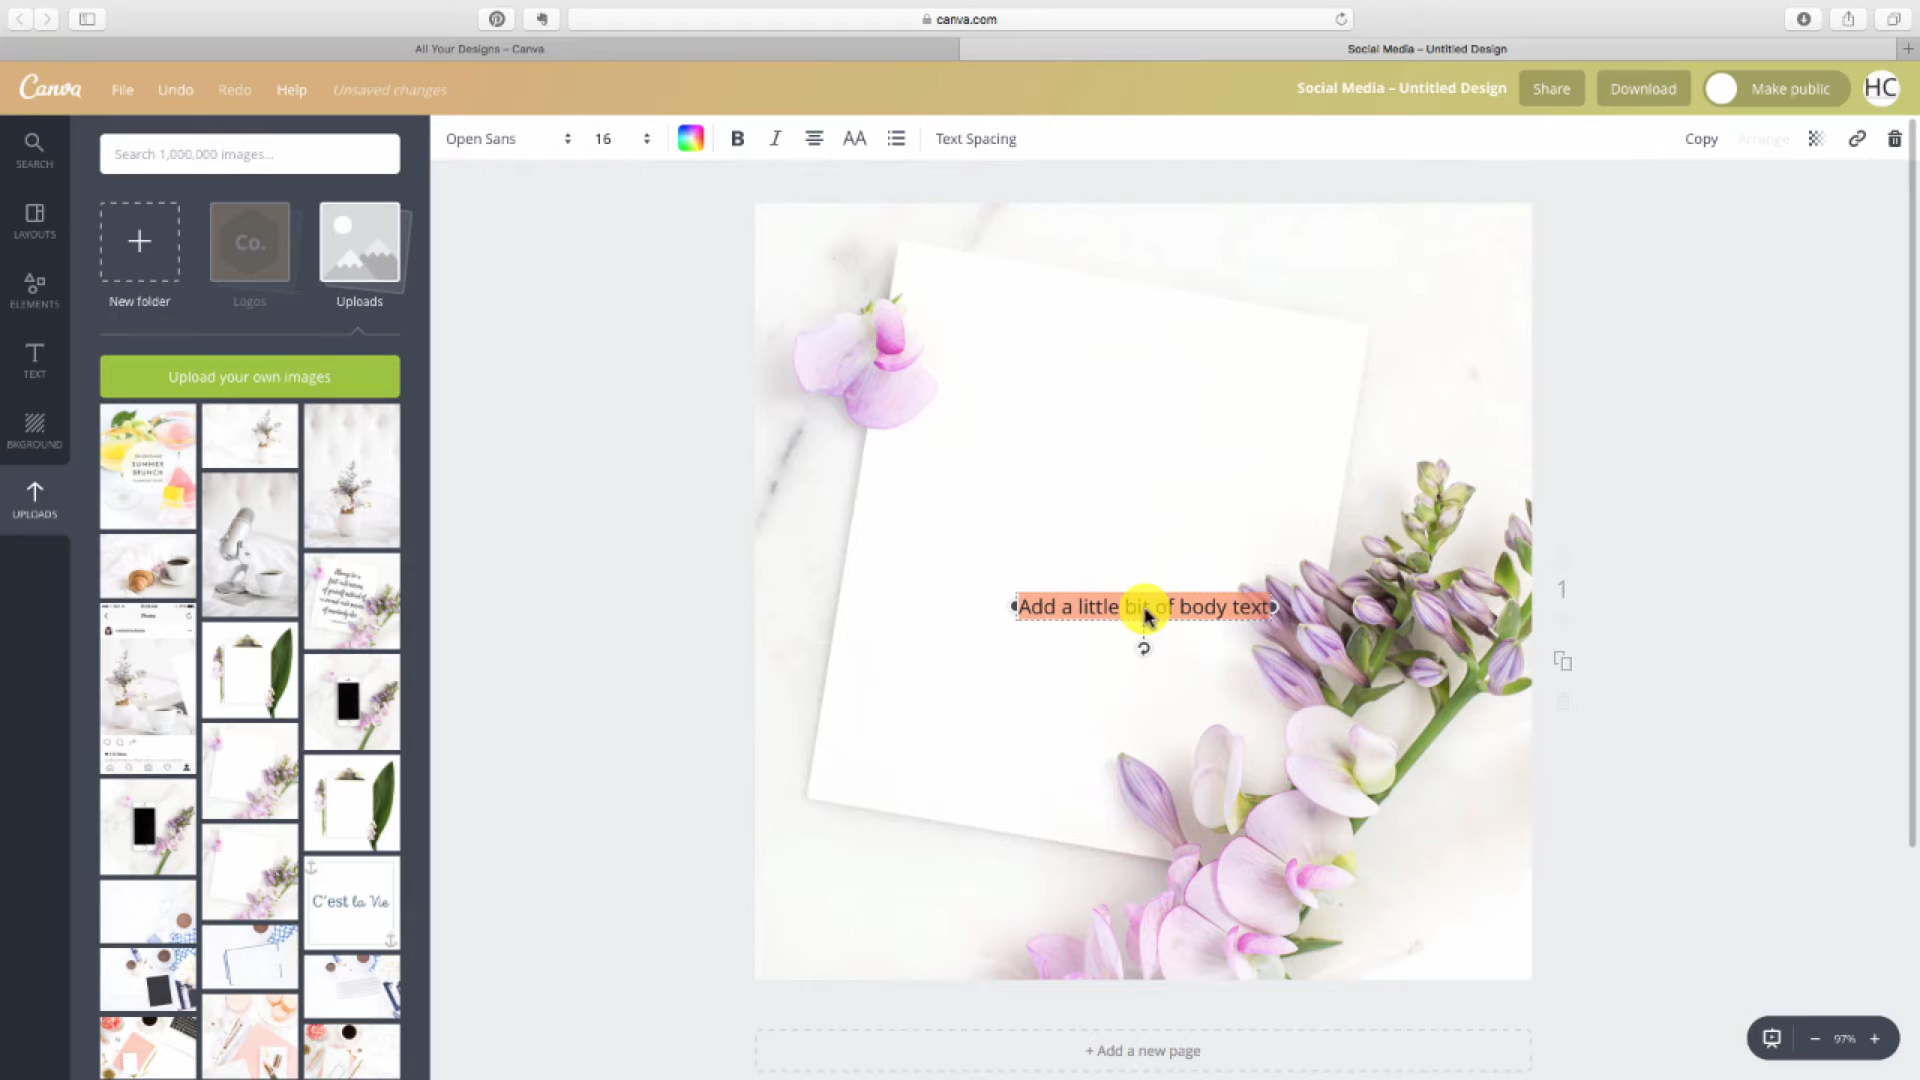 canva.com
All Your Designs – Canva
Social Media – Untitled Design
Canva
File
Undo
Redo
Help
Unsaved changes
Social Media – Untitled Design
Share
Download
Make public
HC
SEARCH
LAYOUTS
ELEMENTS
TEXT
BKGROUND
UPLOADS
Search 1,000,000 images...
Co.
New folder
Logos
Uploads
Upload your own images
SUMMER
BRUNCH
C'est la Vie
Open Sans
16
B
I
AA
Text Spacing
Copy
Arrange
Add a little bit of body text
1
+ Add a new page
97%